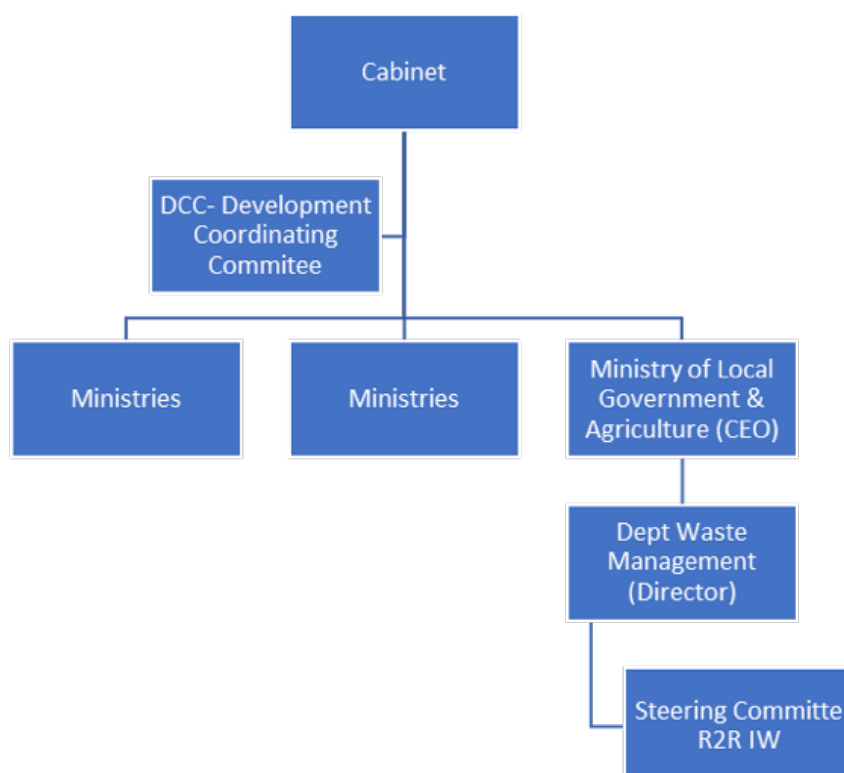 Cabinet
DCC- Development
Coordinating
Commitee
Ministries
Ministries
Ministry of Local
Government &
Agriculture (CEO)
Dept Waste
Management
(Director)
Steering Committe
R2R IW